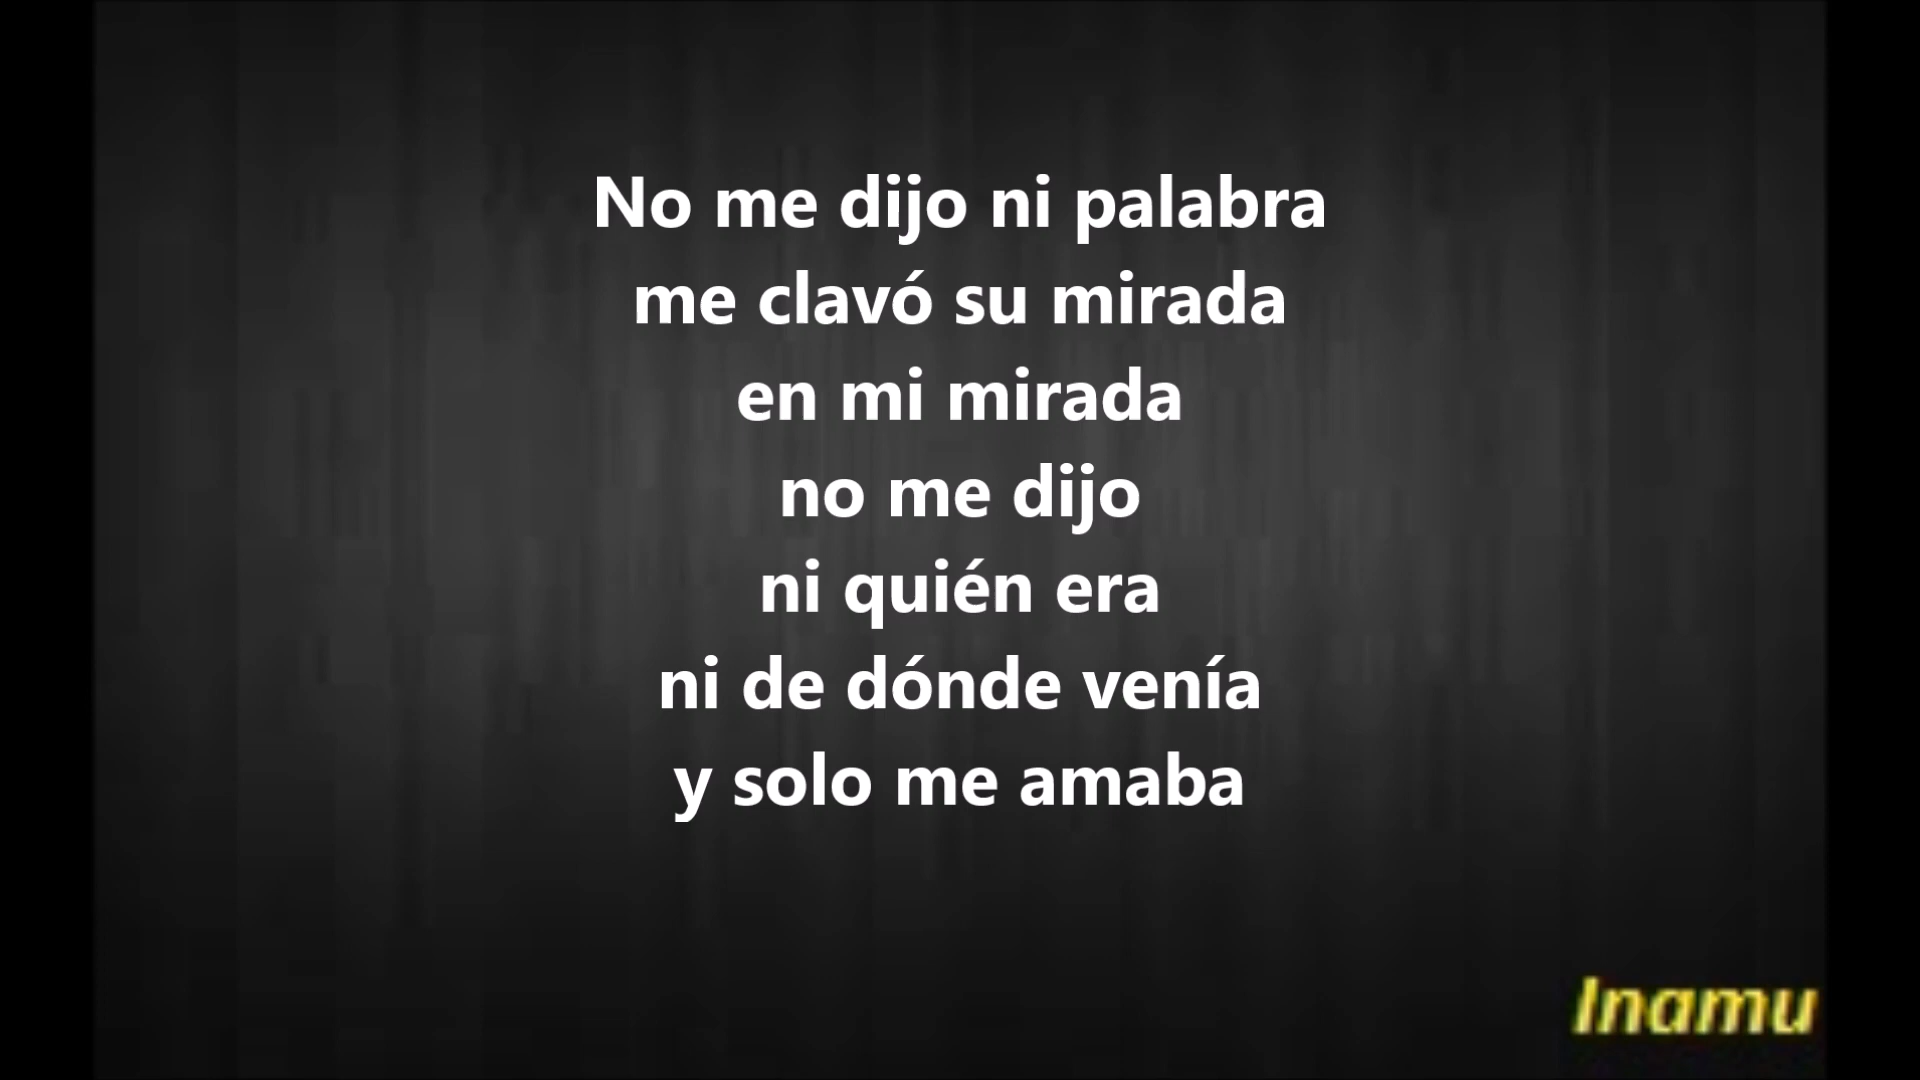 No me dijo ni palabra
me clavó su mirada
en mi mirada
no me dijo
ni quién era
ni de dónde venía
y solo me amaba
Inamu